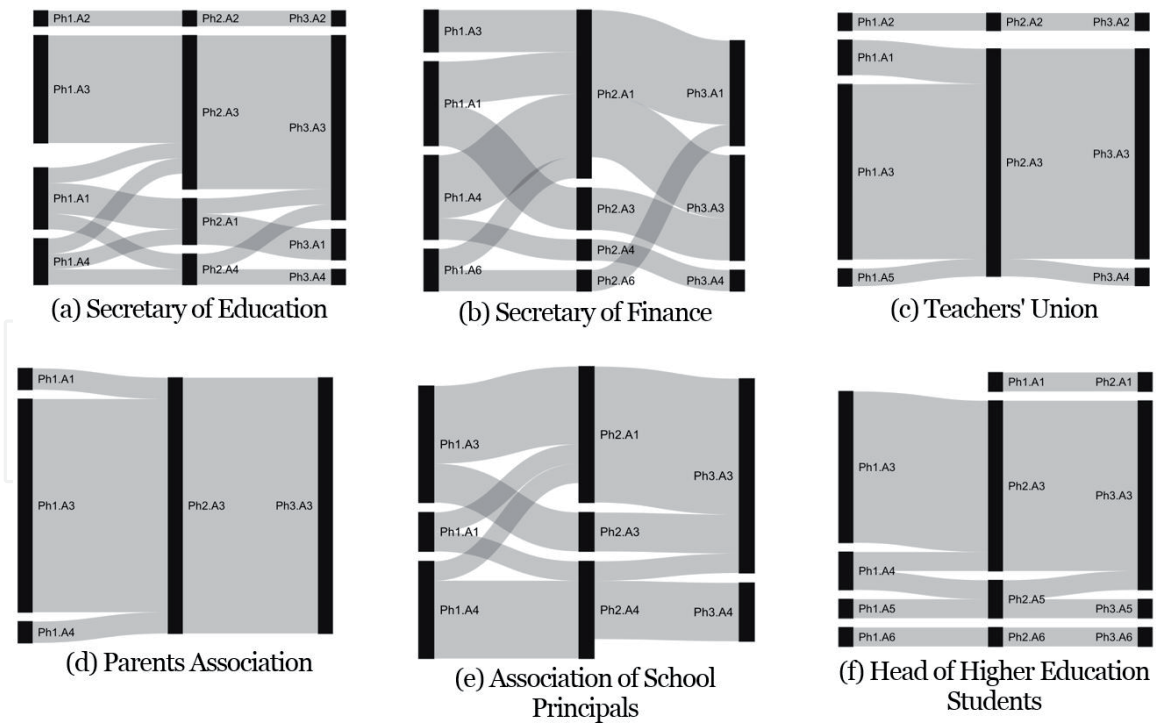 Ph1.A2 Ph2.A2 Ph3.A2
Ph1.A3 Ph2.A3 Ph3.A3
Ph1.A1 Ph2.A1 Ph3.A1
Ph1.A4 Ph2.A4 Ph3.A4
(a) Secretary of Education
Ph1.A3
Ph1.A1 Ph2.A1 Ph3.A1
Ph1.A4 Ph2.A3 Ph3.A3
Ph2.A4
Ph1.A6 Ph2.A6 Ph3.A4
(b) Secretary of Finance
Ph1.A2 Ph2.A2 Ph3.A2
Ph1.A1
Ph1.A3 Ph2.A3 Ph3.A3
Ph1.A5 Ph3.A4
(c) Teachers' Union
Ph1.A1
Ph1.A3 Ph2.A3 Ph3.A3
Ph1.A4
(d) Parents Association
Ph1.A3 Ph2.A1 Ph3.A3
Ph1.A1 Ph2.A3
Ph1.A4 Ph2.A4 Ph3.A4
(e) Association of School
Principals
Ph1.A1 Ph2.A1
Ph1.A3 Ph2.A3 Ph3.A3
Ph1.A4
Ph2.A5
Ph1.A5 Ph3.A5
Ph1.A6 Ph2.A6 Ph3.A6
(f) Head of Higher Education
Students